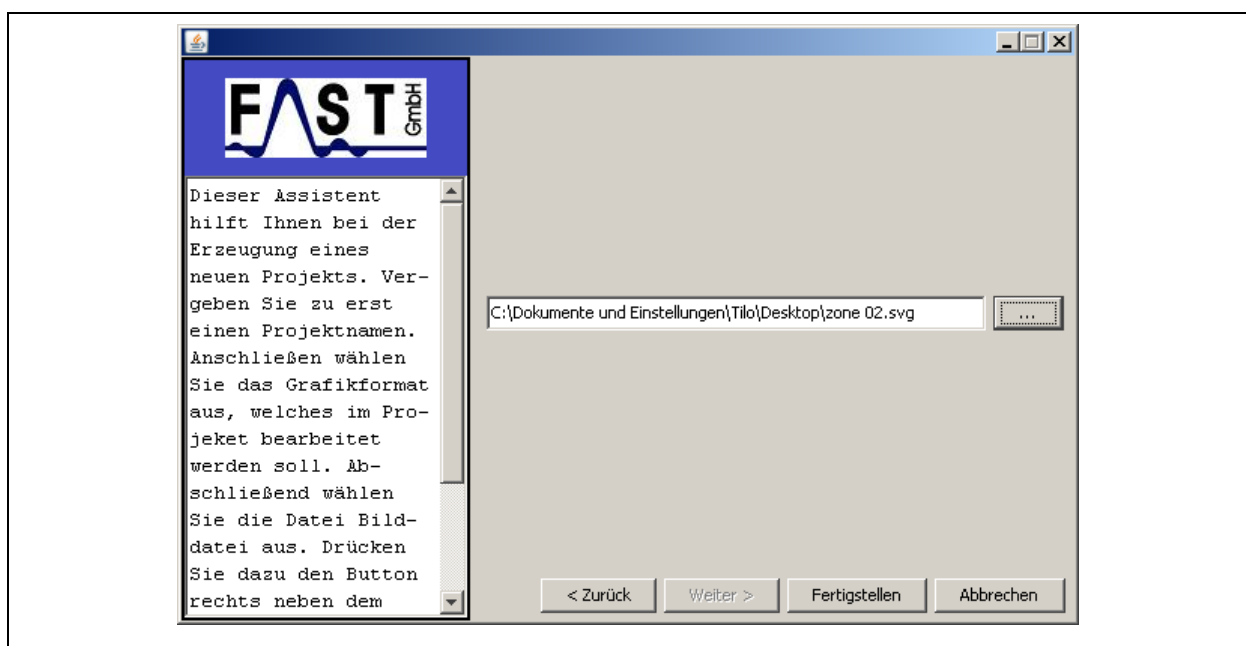 FAST GmbH
Dieser Assistent
hilft Ihnen bei der
Erzeugung eines
neuen Projekts. Ver-
geben Sie zu erst
einen Projektnamen.
Anschließen wählen
Sie das Grafikformat
aus, welches im Pro-
jeket bearbeitet
werden soll. Ab-
schließend wählen
Sie die Datei Bild-
datei aus. Drücken
Sie dazu den Button
rechts neben dem
C:\Dokumente und Einstellungen\Tilo\Desktop\zone 02.svg
...
< Zurück
Weiter >
Fertigstellen
Abbrechen